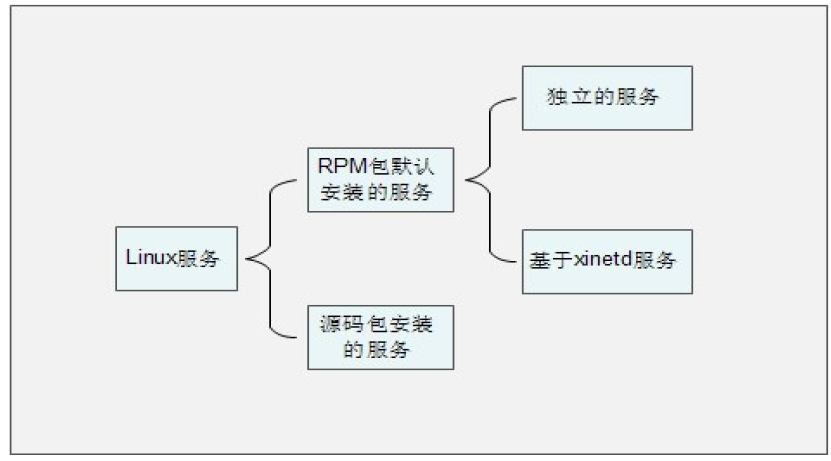 独立的服务
RPM包默认
安装的服务
Linux服务
基于xinetd服务
源码包安装
的服务